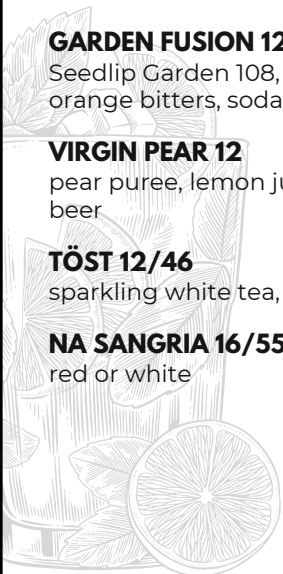 GARDEN FUSION 12
Seedlip Garden 108,
orange bitters, soda
VIRGIN PEAR 12
pear puree, lemon
beer
TÖST 12/46
sparkling white tea,
NA SANGRIA 16/55
red or white